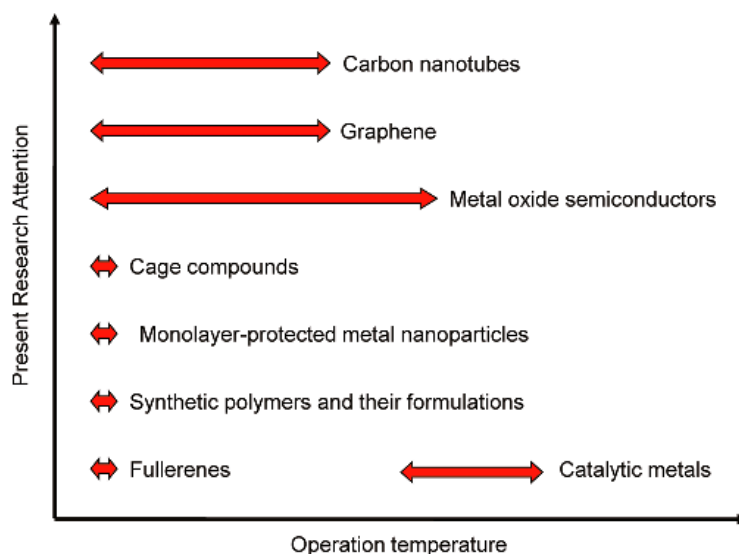 Present Research Attention
Carbon nanotubes
Graphene
Metal oxide semiconductors
Cage compounds
Monolayer-protected metal nanoparticles
Synthetic polymers and their formulations
Fullerenes
Catalytic metals
Operation temperature